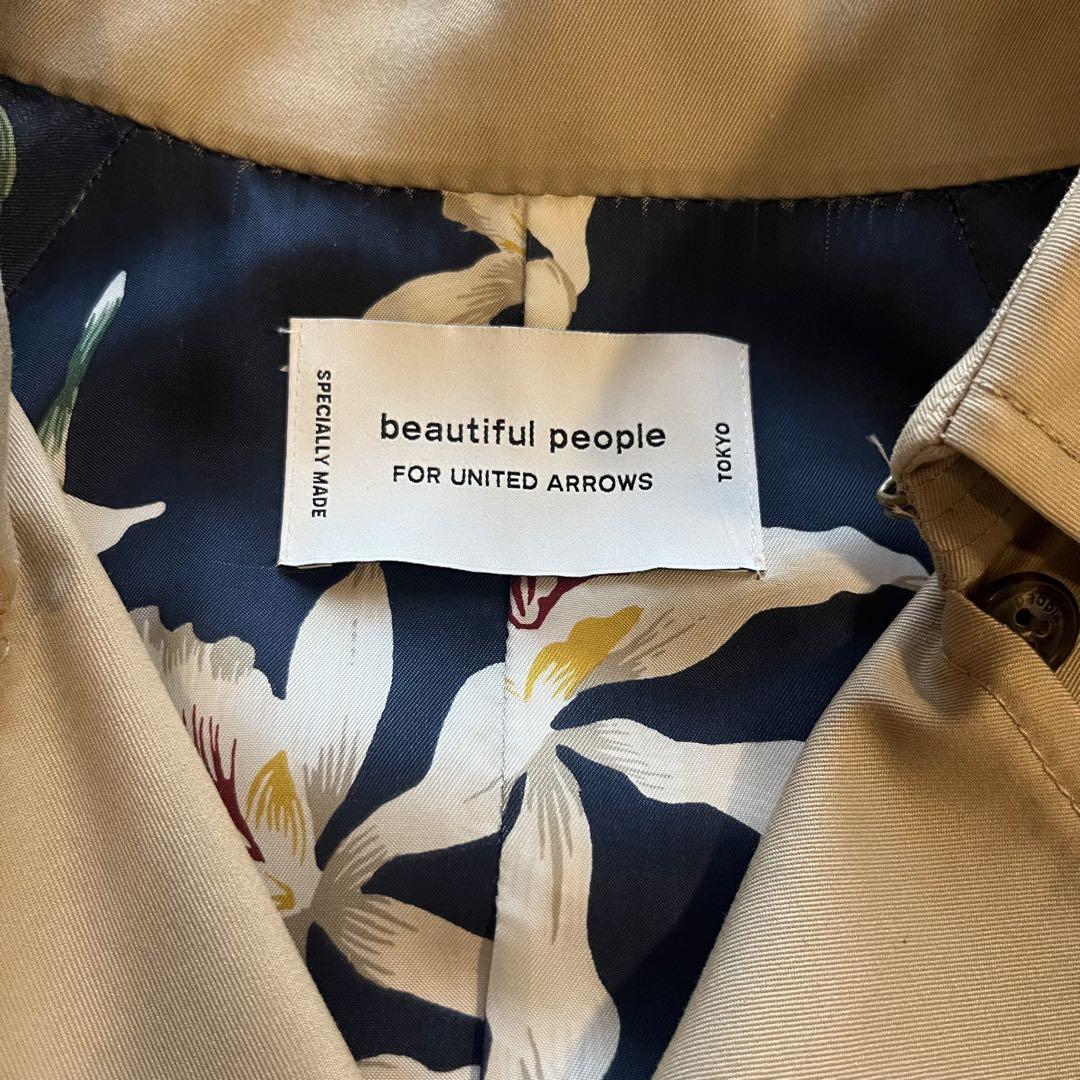 SPECIALLY MADE
beautiful people
FOR UNITED ARROWS
TOKYO